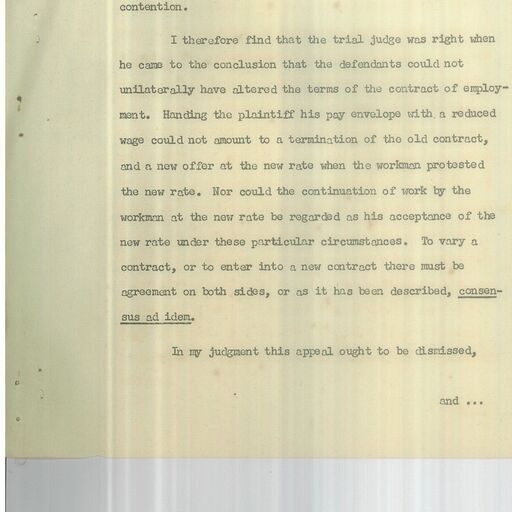 contention.
I therefore find that the trial judge was right when
he came to the conclusion that the defendants could not
unilaterally have altered the terms of the contract of employ-
ment. Handing the plaintiff his pay envelope with a reduced
wage could not amount to a termination of the old contract,
and a new offer at the new rate when the workman protested
the new rate. Nor could the continuation of work by the
workman at the new rate be regarded as his acceptance of the
new rate under these particular circumstances. To vary a
contract, or to enter into a new contract there must be
agreement on both sides, or as it has been described, consen-
sus ad idem.
In my judgment this appeal ought to be dismissed,
and ...